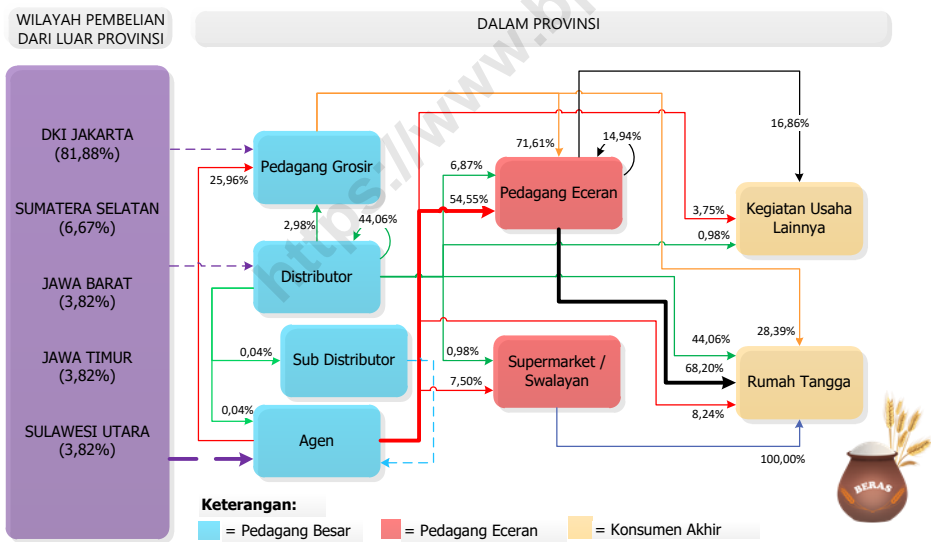 WILAYAH PEMBELIAN
DARI LUAR PROVINSI
DALAM PROVINSI
DKI JAKARTA
(81,88%)
SUMATERA SELATAN
(6,67%)
JAWA BARAT
(3,82%)
JAWA TIMUR
(3,82%)
SULAWESI UTARA
(3,82%)
Pedagang Grosir
25,96%
2,98%
44,06%
Distributor
0,04%
Sub Distributor
0,04%
Agen
71,61%
14,94%
6,87%
Pedagang Eceran
54,55%
0,98%
Supermarket /
Swalayan
7,50%
16,86%
Kegiatan Usaha
Lainnya
3,75%
0,98%
28,39%
44,06%
68,20%
Rumah Tangga
8,24%
100,00%
BERAS
Keterangan:
= Pedagang Besar
= Pedagang Eceran
= Konsumen Akhir
https://www.b